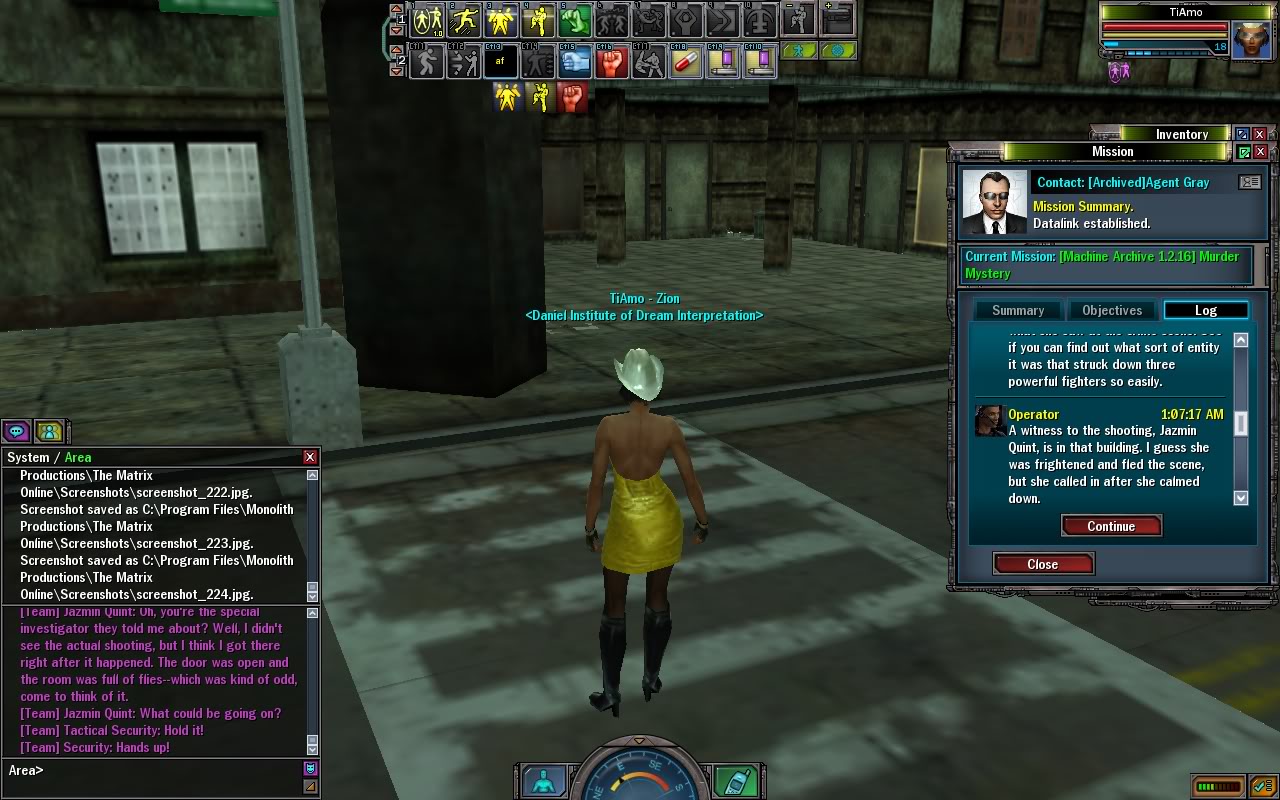 1
2
1.0
Ctrl3
af
TiAmo
18
Inventory
Mission
Contact: [Archived]Agent Gray
Mission Summary.
Datalink established.
Current Mission: [Machine Archive 1.2.16] Murder
Mystery
Summary
Objectives
Log
if you can find out what sort of entity
it was that struck down three
powerful fighters so easily.
Operator 1:07:17 AM
A witness to the shooting, Jazmin
Quint, is in that building. I guess she
was frightened and fled the scene,
but she called in after she calmed
down.
Continue
Close
TiAmo - Zion
<Daniel Institute of Dream Interpretation>
System / Area
Productions\The Matrix
Online\Screenshots\screenshot_222.jpg.
Screenshot saved as C:\Program Files\Monolith
Productions\The Matrix
Online\Screenshots\screenshot_223.jpg.
Screenshot saved as C:\Program Files\Monolith
Productions\The Matrix
Online\Screenshots\screenshot_224.jpg.
[Team] Jazmin Quint: Oh, you're the special
investigator they told me about? Well, I didn't
see the actual shooting, but I think I got there
right after it happened. The door was open and
the room was full of flies--which was kind of odd,
come to think of it.
[Team] Jazmin Quint: What could be going on?
[Team] Tactical Security: Hold it!
[Team] Security: Hands up!
Area>
NE
E
SE
S